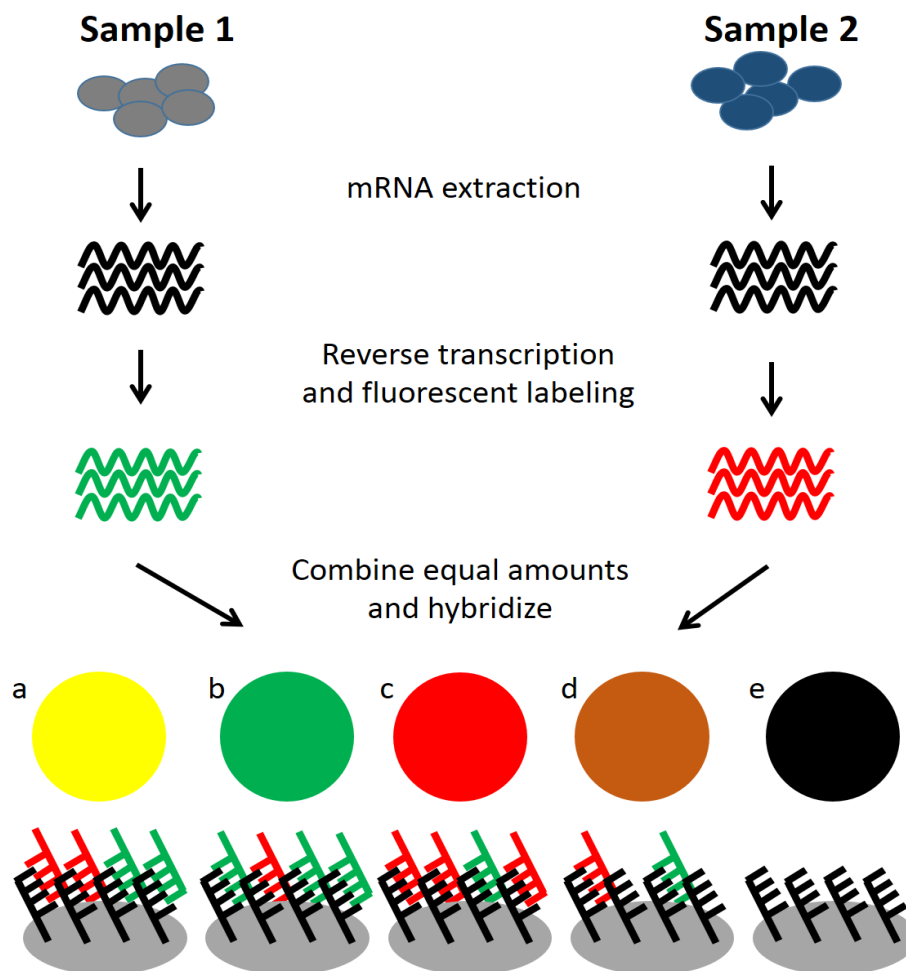 Sample 1
Sample 2
mRNA extraction
Reverse transcription
and fluorescent labeling
Combine equal amounts
and hybridize
a
b
c
d
e